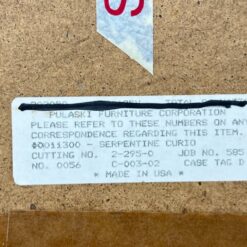 S
PULASKI FURNITURE CORPORATION
PLEASE REFER TO THESE NUMBERS ON ANY
CORRESPONDENCE REGARDING THIS ITEM.
00011300 - SERPENTINE CURIO
CUTTING NO. 2-295-0 JOB NO. 585
NO. 0056 C-003-02 CASE TAG D
* MADE IN USA *